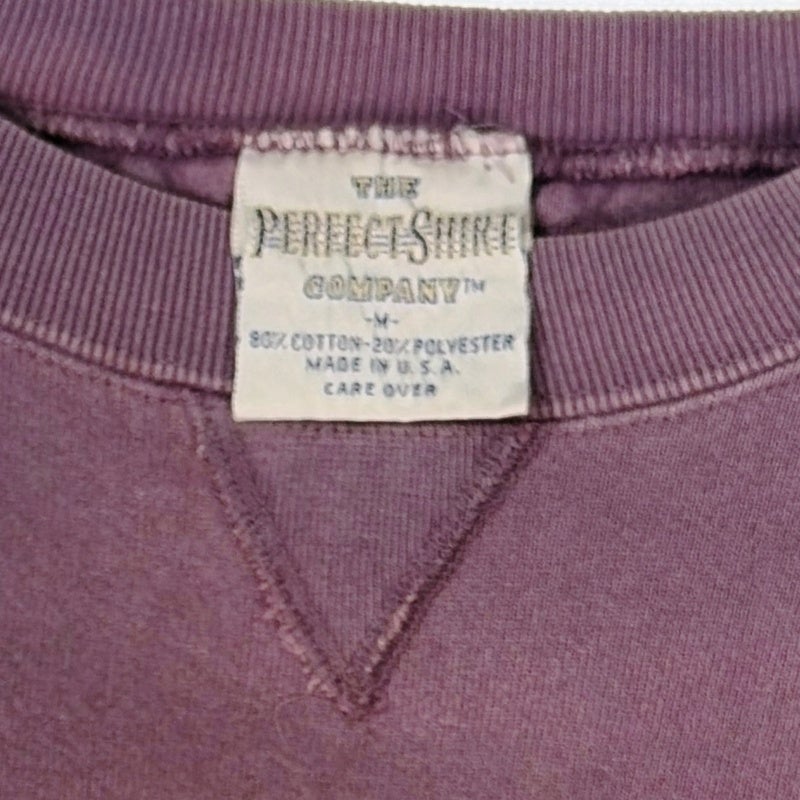 THE
PERFECT SHIRT
COMPANY™
-M-
80% COTTON-20% POLYESTER
MADE IN U.S.A.
CARE OVER